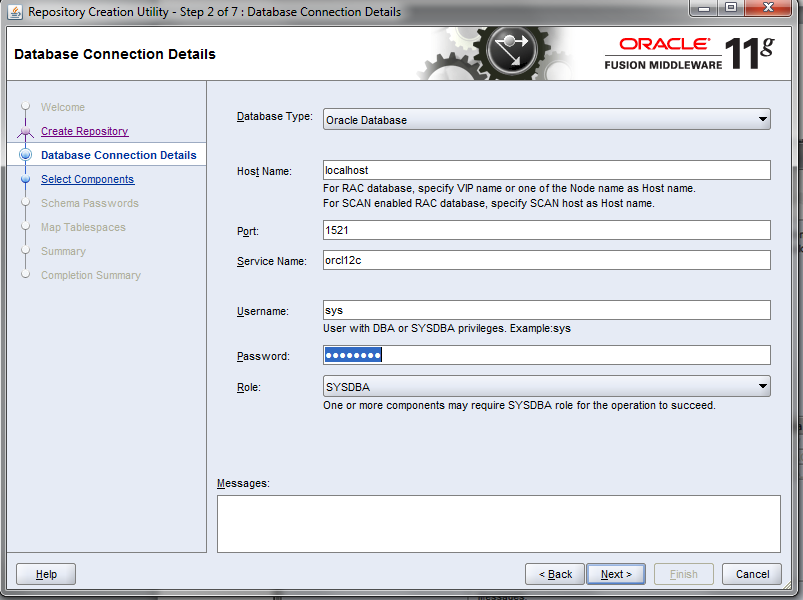 Repository Creation Utility - Step 2 of 7 : Database Connection Details
Database Connection Details
ORACLE®
FUSION MIDDLEWARE
11g
Welcome
Create Repository
Database Connection Details
Select Components
Schema Passwords
Map Tablespaces
Summary
Completion Summary
Database Type:
Oracle Database
Host Name:
localhost
For RAC database, specify VIP name or one of the Node name as Host name.
For SCAN enabled RAC database, specify SCAN host as Host name.
Port:
1521
Service Name:
orcl12c
Username:
sys
User with DBA or SYSDBA privileges. Example:sys
Password:
●●●●●●●●
Role:
SYSDBA
One or more components may require SYSDBA role for the operation to succeed.
Messages:
Help
< Back
Next >
Finish
Cancel